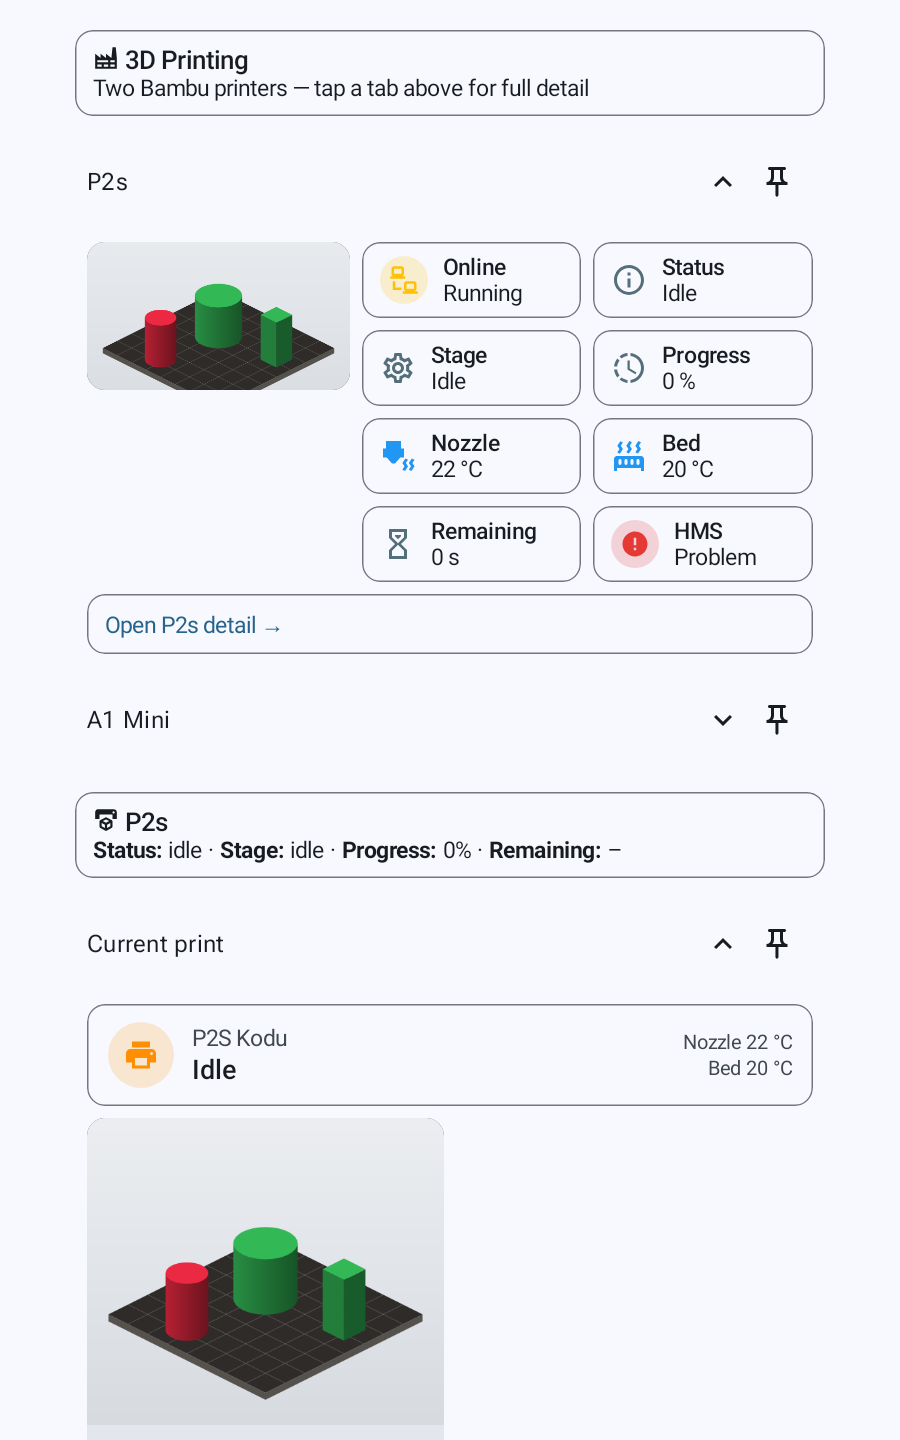 3D Printing
Two Bambu printers — tap a tab above for full detail
P2s
Online
Running
Status
Idle
Stage
Idle
Progress
0 %
Nozzle
22 °C
Bed
20 °C
Remaining
0 s
HMS
Problem
Open P2s detail →
A1 Mini
P2s
Status: idle · Stage: idle · Progress: 0% · Remaining: –
Current print
P2S Kodu
Idle
Nozzle 22 °C
Bed 20 °C